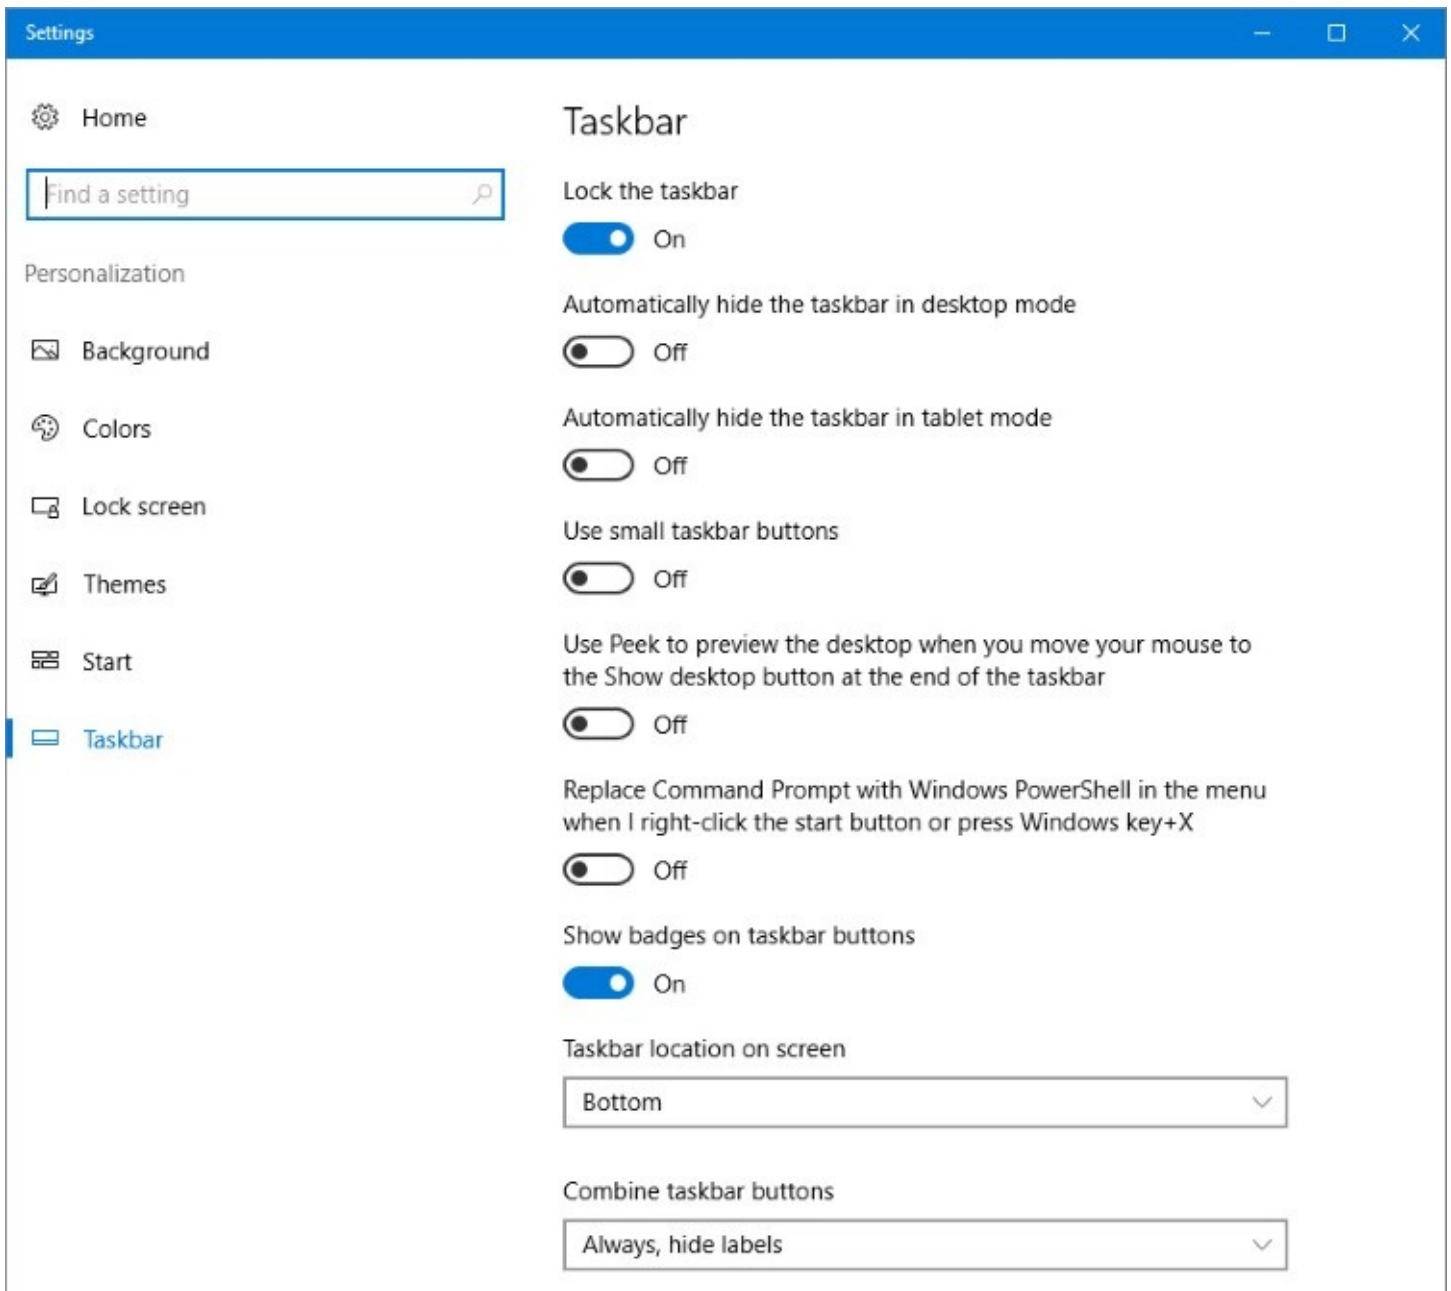 Settings
Home
Find a setting
Personalization
Background
Colors
Lock screen
Themes
Start
Taskbar
Taskbar
Lock the taskbar
On
Automatically hide the taskbar in desktop mode
Off
Automatically hide the taskbar in tablet mode
Off
Use small taskbar buttons
Off
Use Peek to preview the desktop when you move your mouse to
the Show desktop button at the end of the taskbar
Off
Replace Command Prompt with Windows PowerShell in the menu
when I right-click the start button or press Windows key+X
Off
Show badges on taskbar buttons
On
Taskbar location on screen
Bottom
Combine taskbar buttons
Always, hide labels